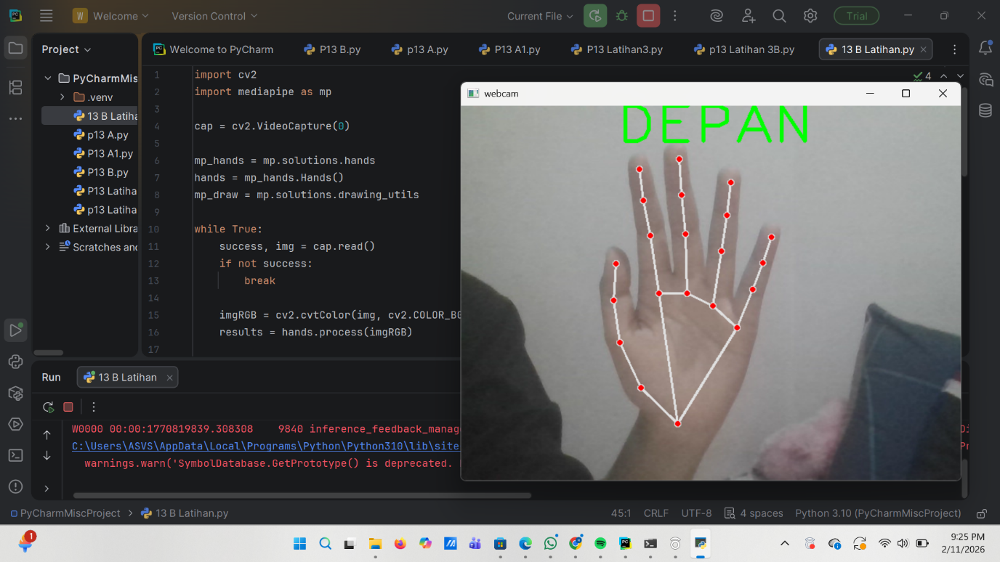 W Welcome Version Control Current File Trial
Project
Welcome to PyCharm P13 B.py p13 A.py P13 A1.py P13 Latihan3.py p13 Latihan 3B.py 13 B Latihan.py
PyCharmMis
.venv
13 B Latiha
p13 A.py
P13 A1.py
P13 B.py
P13 Latiha
p13 Latiha
External Libra
Scratches and
4
1 import cv2
2 import mediapipe as mp
3
4 cap = cv2.VideoCapture(0)
5
6 mp_hands = mp.solutions.hands
7 hands = mp_hands.Hands()
8 mp_draw = mp.solutions.drawing_utils
9
10 while True:
11 success, img = cap.read()
12 if not success:
13 break
14
15 imgRGB = cv2.cvtColor(img, cv2.COLOR_BG
16 results = hands.process(imgRGB)
17
webcam
DEPAN
Run 13 B Latihan
W0000 00:00:1770819839.308308 9840 inference_feedback_manag
C:\Users\ASVS\AppData\Local\Programs\Python\Python310\lib\site
warnings.warn('SymbolDatabase.GetPrototype() is deprecated.
PyCharmMiscProject 13 B Latihan.py 45:1 CRLF UTF-8 4 spaces Python 3.10 (PyCharmMiscProject)
1
9:25 PM
2/11/2026